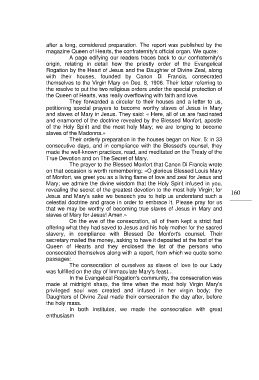 after a long, considered preparation. The report was published by the
magazine Queen of Hearts, the confraternity's official organ. We quote:
A page edifying our readers traces back to our confraternity's
origin, relating in detail how the priestly order of the Evangelical
Rogation by the Heart of Jesus and the Daughter of Divine Zeal, along
with their houses, founded by Canon Di Francia, consecrated
themselves to the Virgin Mary on Dec. 8, 1906. Their letter referring to
the resolve to put the two religious orders under the special protection of
the Queen of Hearts, was really overflowing with faith and love.
They forwarded a circular to their houses and a letter to us,
petitioning special prayers to become worthy slaves of Jesus in Mary
and slaves of Mary in Jesus. They said: « Here, all of us are fascinated
and enamored of the doctrine revealed by the Blessed Monfort, apostle
of the Holy Spirit and the most holy Mary; we are longing to become
slaves of the Madonna.»
Their orderly preparation in the houses began on Nov. 5: in 33
consecutive days, and in compliance with the Blessed's counsel, they
made the well-known practices, read, and meditated on the Treaty of the
True Devotion and on The Secret of Mary.
The prayer to the Blessed Monfort that Canon Di Francia wrote
on that occasion is worth remembering: «O glorious Blessed Louis Mary
of Monfort, we greet you as a living flame of love and zeal for Jesus and
Mary; we admire the divine wisdom that the Holy Spirit infused in you,
revealing the secret of the greatest devotion to the most holy Virgin; for
Jesus and Mary's sake we beseech you to help us understand such a
celestial doctrine and grace in order to embrace it. Please pray for us
that we may be worthy of becoming true slaves of Jesus in Mary and
slaves of Mary for Jesus! Amen.»
On the eve of the consecration, all of them kept a strict fast
offering what they had saved to Jesus and his holy mother for the sacred
slavery, in compliance with Blessed De Monfort's counsel. Their
secretary mailed the money, asking to have it deposited at the foot of the
Queen of Hearts and they enclosed the list of the persons who
consecrated themselves along with a report, from which we quote some
passages:
The consecration of ourselves as slaves of love to our Lady
was fulfilled on the day of Immaculate Mary's feast...
In the Evangelical Rogation's community, the consecration was
made at midnight sharp, the time when the most holy Virgin Mary's
privileged soul was created and infused in her virgin body; the
Daughters of Divine Zeal made their consecration the day after, before
the holy mass.
In both institutes, we made the consecration with great
enthusiasm
160